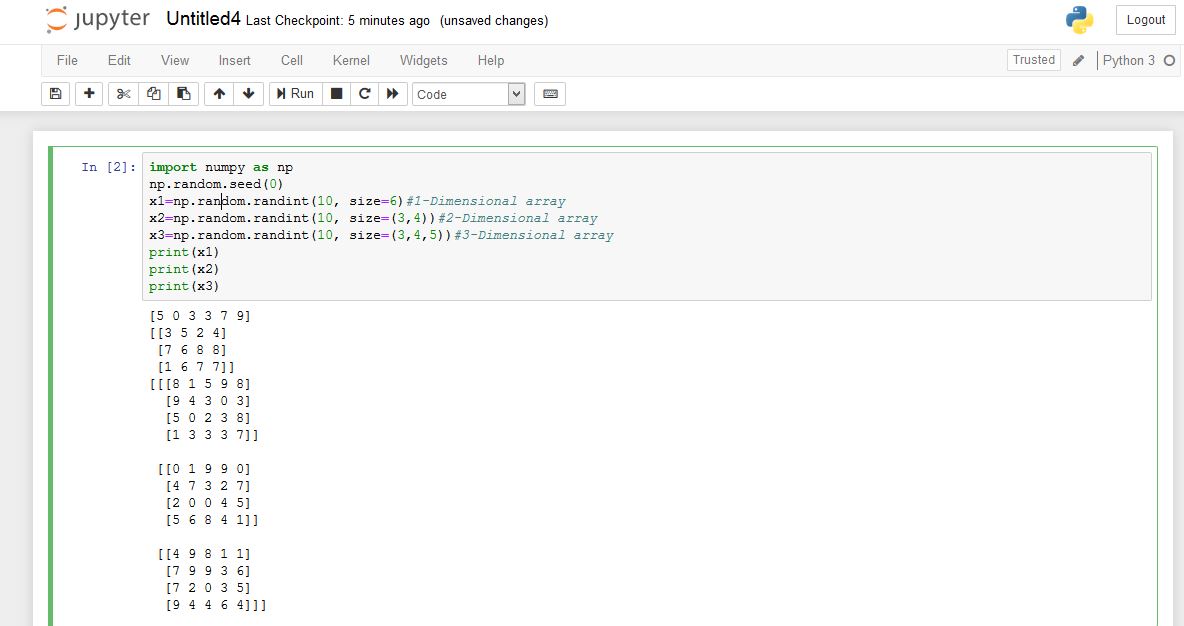 jupyter Untitled4 Last Checkpoint: 5 minutes ago (unsaved changes) Logout
File Edit View Insert Cell Kernel Widgets Help Trusted Python 3
Run Code
In [2]: import numpy as np
np.random.seed(0)
x1=np.random.randint(10, size=6)#1-Dimensional array
x2=np.random.randint(10, size=(3,4))#2-Dimensional array
x3=np.random.randint(10, size=(3,4,5))#3-Dimensional array
print(x1)
print(x2)
print(x3)
[5 0 3 3 7 9]
[[3 5 2 4]
 [7 6 8 8]
 [1 6 7 7]]
[[[8 1 5 9 8]
  [9 4 3 0 3]
  [5 0 2 3 8]
  [1 3 3 3 7]]
 [[0 1 9 9 0]
  [4 7 3 2 7]
  [2 0 0 4 5]
  [5 6 8 4 1]]
 [[4 9 8 1 1]
  [7 9 9 3 6]
  [7 2 0 3 5]
  [9 4 4 6 4]]]